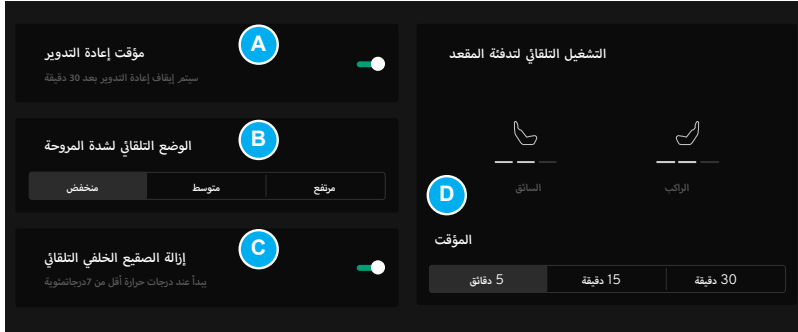 مؤقت إعادة التدوير
A
سيتم إيقاف إعادة التدوير بعد 30 دقيقة
الوضع التلقائي لشدة المروحة
B
منخفض
متوسط
مرتفع
إزالة الصقيع الخلفي التلقائي
C
يبدأ عند درجات حرارة أقل من 7درجاتمئوية
التشغيل التلقائي لتدفئة المقعد
السائق
الراكب
D
المؤقت
5 دقائق
15 دقيقة
30 دقيقة